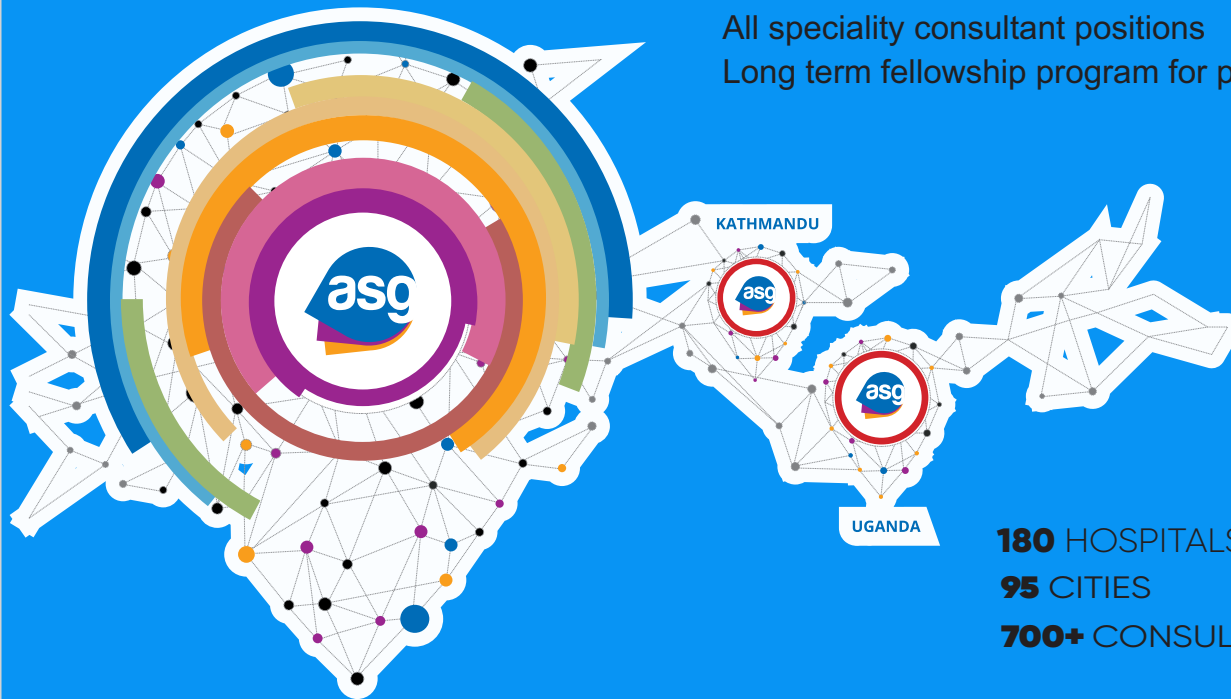 All speciality consultant positions
Long term fellowship program for p
KATHMANDU
asg
asg
asg
UGANDA
180 HOSPITALS
95 CITIES
700+ CONSUL